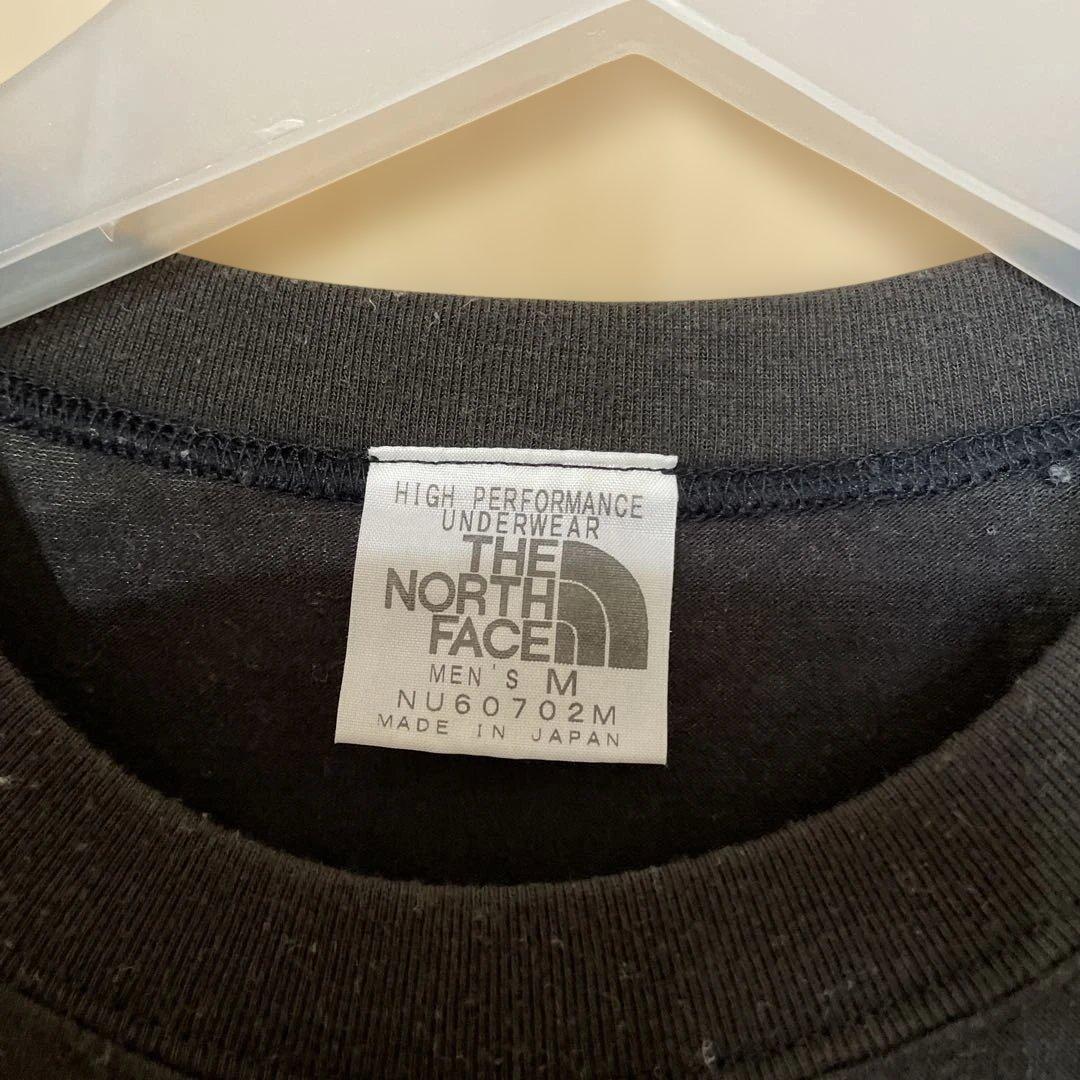 HIGH PERFORMANCE
UNDERWEAR
THE
NORTH
FACE
MEN'S M
NU60702M
MADE IN JAPAN